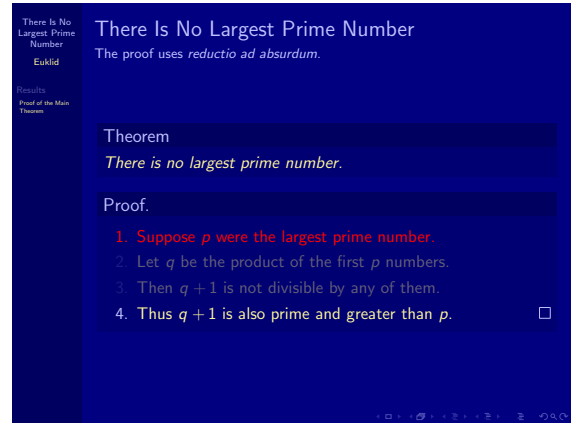 There Is No
Largest Prime
Number
Euklid
Results
Proof of the Main
Theorem
There Is No Largest Prime Number
The proof uses reductio ad absurdum.
Theorem
There is no largest prime number.
Proof.
1. Suppose p were the largest prime number.
2. Let q be the product of the first p numbers.
3. Then q + 1 is not divisible by any of them.
4. Thus q + 1 is also prime and greater than p. □